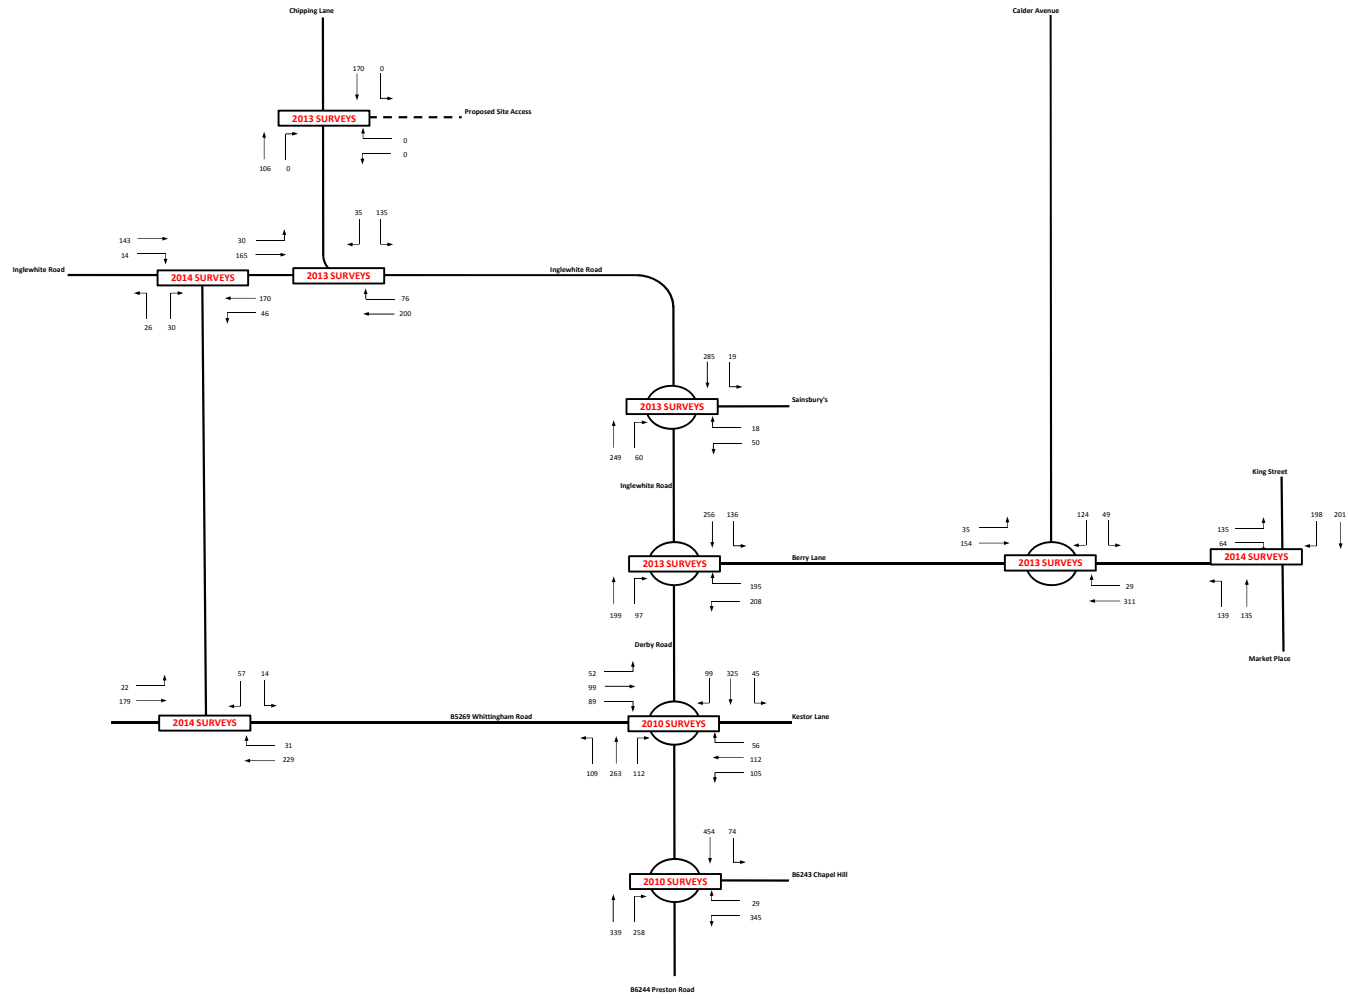 Chipping Lane
Calder Avenue
170 0
2013 SURVEYS
Proposed Site Access
0
0
106 0
35 135
143
14
30
165
Inglewhite Road
2014 SURVEYS
2013 SURVEYS
Inglewhite Road
26 30
170
46
76
200
285 19
2013 SURVEYS
Sainsbury's
18
50
249 60
King Street
Inglewhite Road
256 136
35
154
124 49
135
64
198 201
2013 SURVEYS
Berry Lane
2013 SURVEYS
2014 SURVEYS
195
208
199 97
29
311
139 135
Derby Road
Market Place
22
179
57 14
52
99
89
99 325 45
2014 SURVEYS
B5269 Whittingham Road
2010 SURVEYS
Kestor Lane
31
229
109 263 112
56
112
105
454 74
2010 SURVEYS
B6243 Chapel Hill
29
345
339 258
B6244 Preston Road